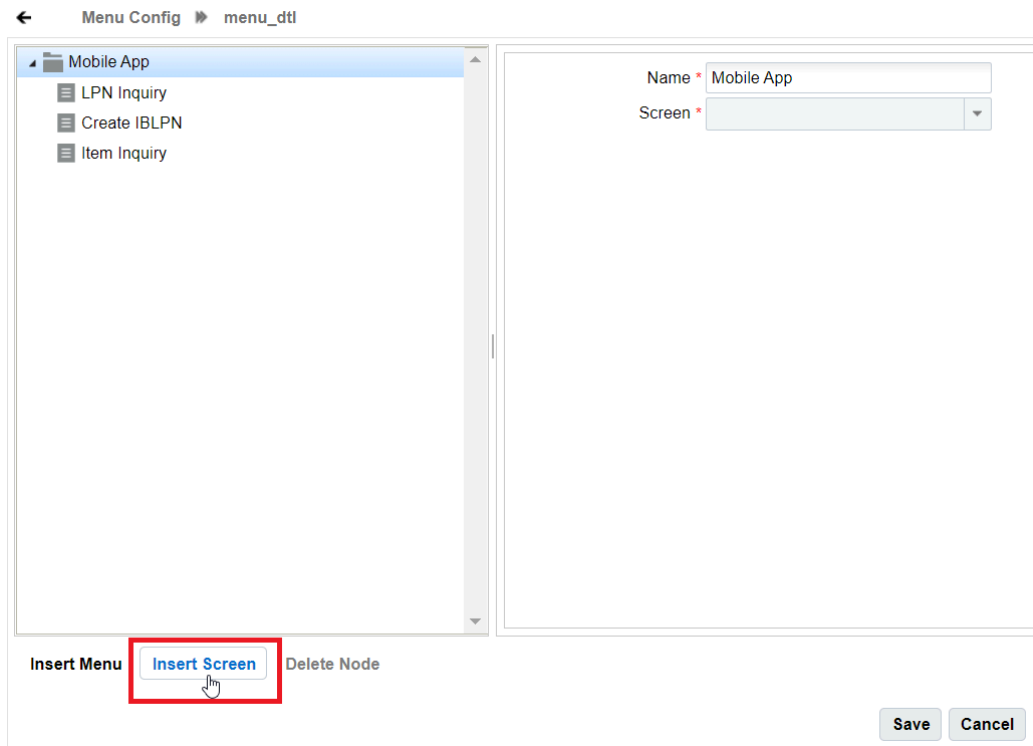 Menu Config menu_dtl
Mobile App
LPN Inquiry
Create IBLPN
Item Inquiry
Name * Mobile App
Screen *
Insert Menu Insert Screen Delete Node
Save Cancel